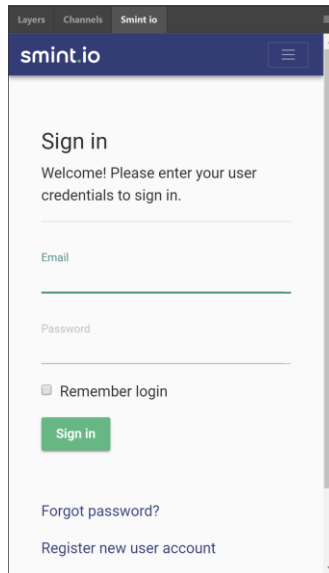 Layers Channels Smint io
smint.io
Sign in
Welcome! Please enter your user
credentials to sign in.
Email
Password
Remember login
Sign in
Forgot password?
Register new user account